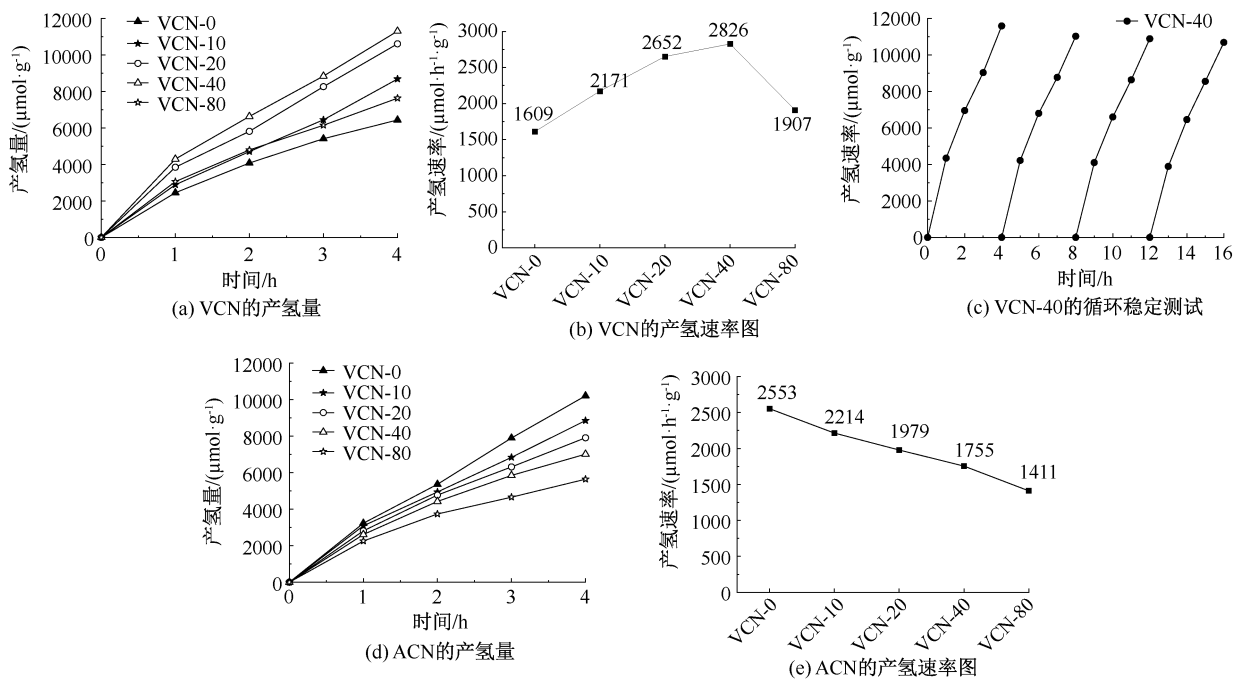 12000
10000
8000
6000
4000
2000
0
产氢量/(μmol·g⁻¹)
VCN-0
VCN-10
VCN-20
VCN-40
VCN-80
0 1 2 3 4
时间/h
(a) VCN的产氢量
3000
2500
2000
1500
1000
500
0
产氢速率/(μmol·h⁻¹·g⁻¹)
1609
2171
2652
2826
1907
VCN-0
VCN-10
VCN-20
VCN-40
VCN-80
(b) VCN的产氢速率图
12000
10000
8000
6000
4000
2000
0
产氢速率/(μmol·g⁻¹)
VCN-40
0 2 4 6 8 10 12 14 16
时间/h
(c) VCN-40的循环稳定测试
12000
10000
8000
6000
4000
2000
0
产氢量/(μmol·g⁻¹)
VCN-0
VCN-10
VCN-20
VCN-40
VCN-80
0 1 2 3 4
时间/h
(d) ACN的产氢量
3000
2500
2000
1500
1000
500
0
产氢速率/(μmol·h⁻¹·g⁻¹)
2553
2214
1979
1755
1411
VCN-0
VCN-10
VCN-20
VCN-40
VCN-80
(e) ACN的产氢速率图